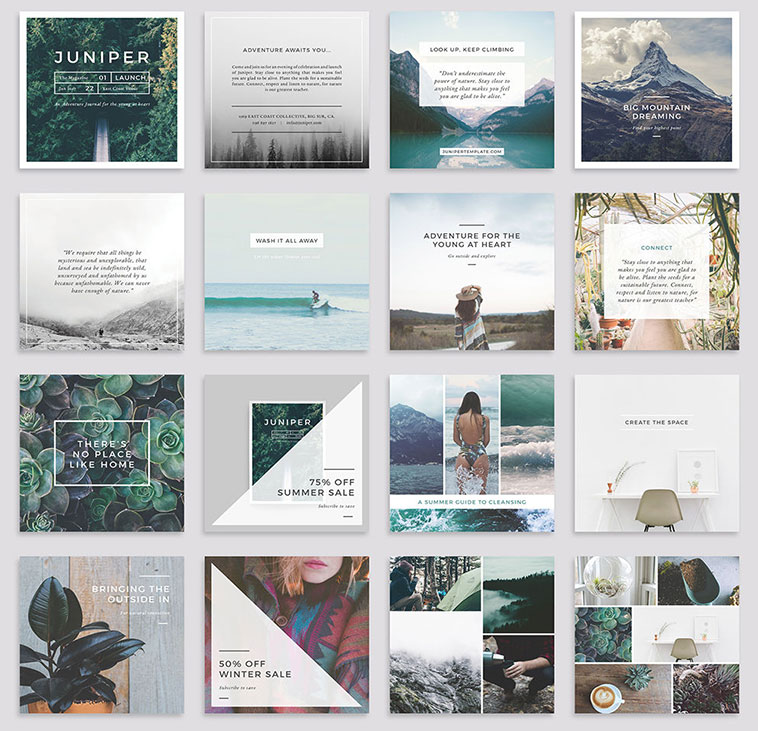 JUNIPER
The Magazine 01 LAUNCH
22 East Coast House
An Adventure Journal for the young at heart
ADVENTURE AWAITS YOU...
Come and join us for an evening of celebration and launch
of Juniper. Stay close to anything that makes you feel
you are glad to be alive. Plant the seeds for a sustainable
future. Connect, respect and listen to nature, for nature
is our greatest teacher.
1269 EAST COAST COLLECTIVE, BIG SUR, CA.
LOOK UP, KEEP CLIMBING
"Don't underestimate the
power of nature. Stay close
to anything that makes you feel
you are glad to be alive."
JUNIPERTEMPLATE.COM
BIG MOUNTAIN
DREAMING
Find your highest point
"We require that all things be
mysterious and unexplorable, that
land and sea be indefinitely wild,
unsurveyed and unfathomed by us
because unfathomable. We can never
have enough of nature."
WASH IT ALL AWAY
ADVENTURE FOR THE
YOUNG AT HEART
Go outside and explore
CONNECT
"Stay close to anything that
makes you feel you are glad to
be alive. Plant the seeds for a
sustainable future. Connect,
respect and listen to nature, for
nature is our greatest teacher"
THERE'S
NO PLACE
LIKE HOME
JUNIPER
75% OFF
SUMMER SALE
Subscribe to save
A SUMMER GUIDE TO CLEANSING
CREATE THE SPACE
BRINGING THE
OUTSIDE IN
50% OFF
WINTER SALE
Subscribe to save